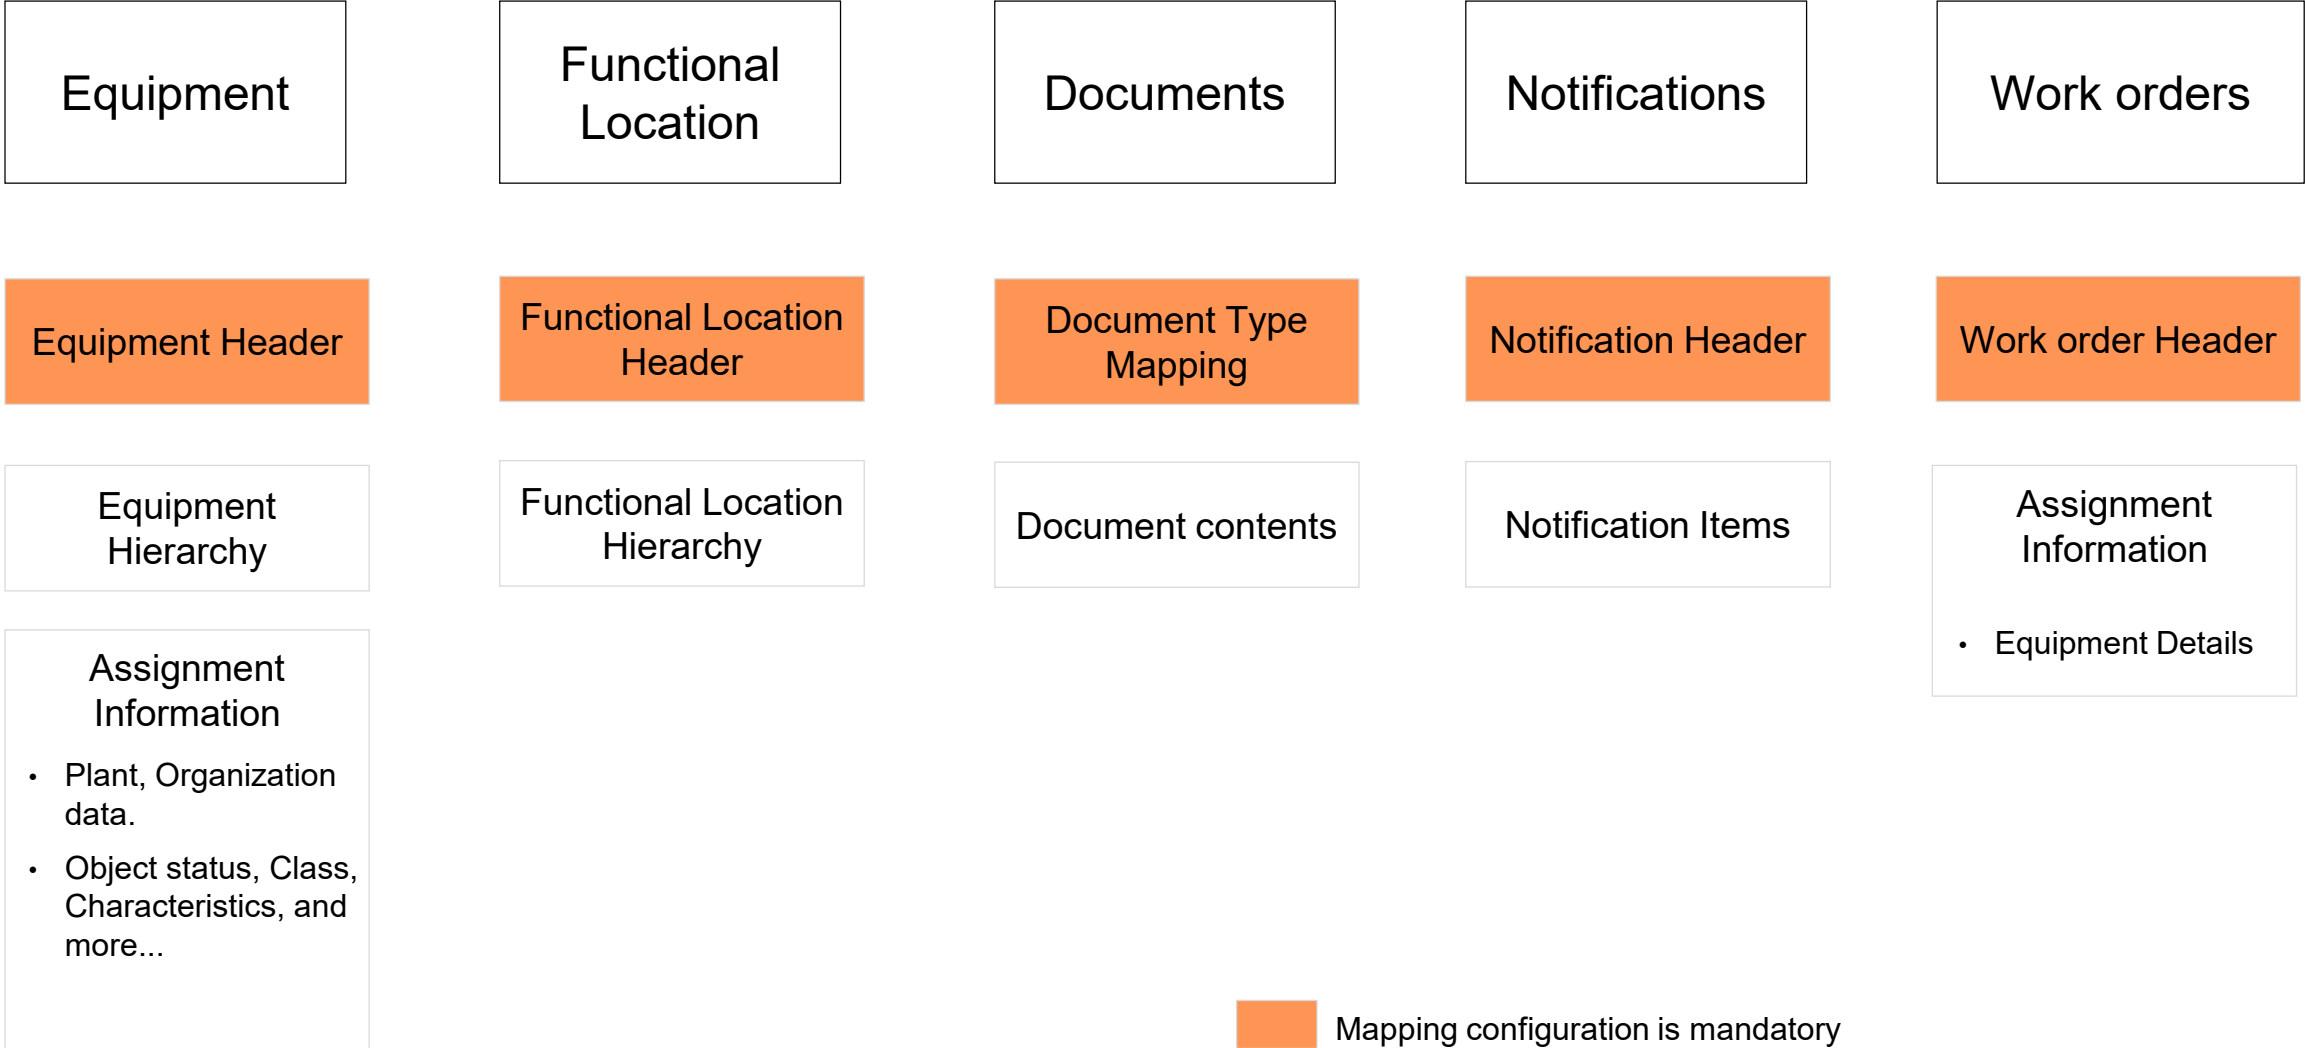 Equipment
Functional
Location
Documents
Notifications
Work orders
Equipment Header
Functional Location
Header
Document Type
Mapping
Notification Header
Work order Header
Equipment
Hierarchy
Functional Location
Hierarchy
Document contents
Notification Items
Assignment
Information
• Equipment Details
Assignment
Information
• Plant, Organization
data.
• Object status, Class,
Characteristics, and
more...
Mapping configuration is mandatory